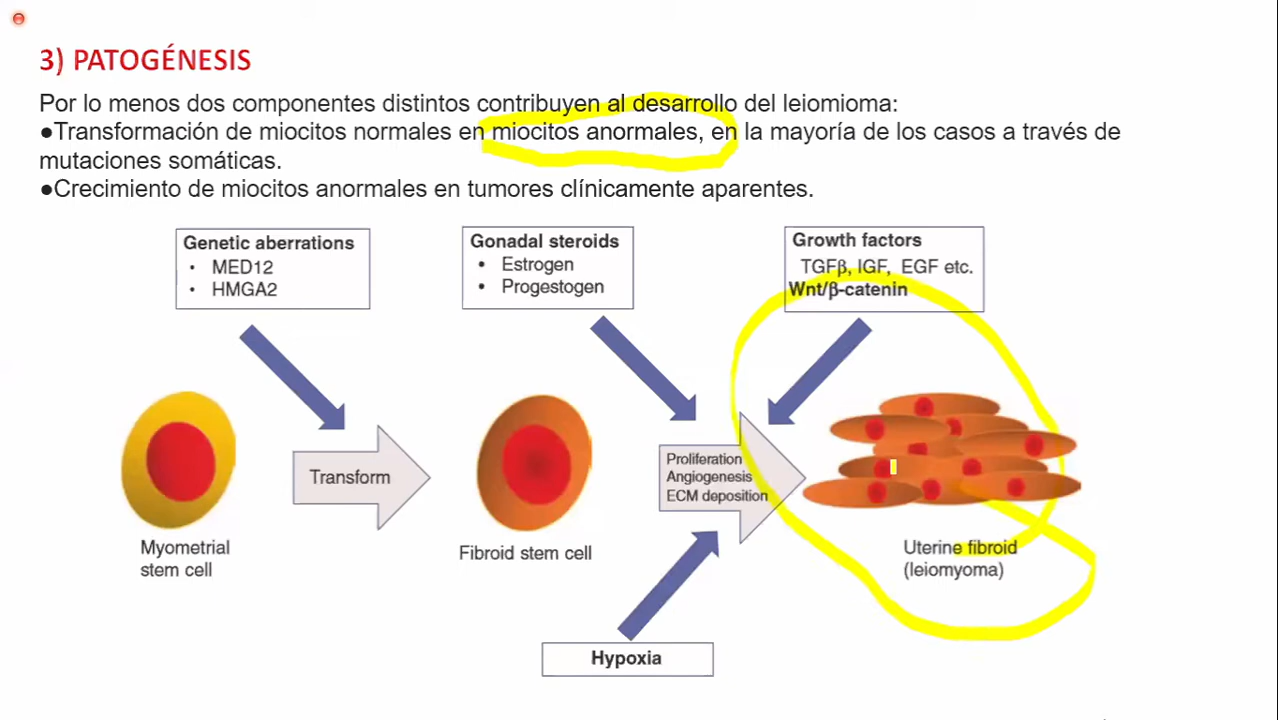 3) PATOGÉNESIS
Por lo menos dos componentes distintos contribuyen al desarrollo del leiomioma:
●Transformación de miocitos normales en miocitos anormales, en la mayoría de los casos a través de
mutaciones somáticas.
●Crecimiento de miocitos anormales en tumores clínicamente aparentes.
Genetic aberrations
• MED12
• HMGA2
Gonadal steroids
• Estrogen
• Progestogen
Growth factors
TGFβ, IGF, EGF etc.
Wnt/β-catenin
Transform
Proliferation
Angiogenesis
ECM deposition
Myometrial
stem cell
Fibroid stem cell
Uterine fibroid
(leiomyoma)
Hypoxia